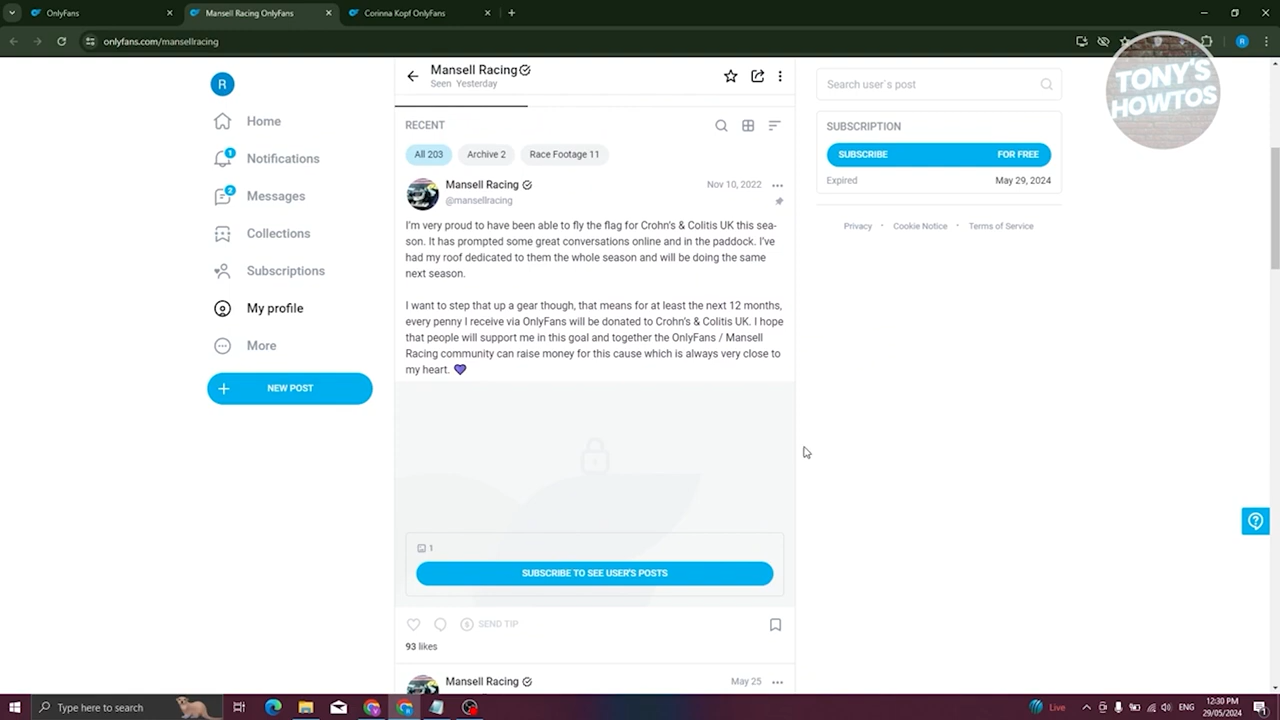 OnlyFans
Mansell Racing OnlyFans
Corinna Kopf OnlyFans
onlyfans.com/mansellracing
R
TONY'S
HOWTOS
R
Home
1
Notifications
2
Messages
Collections
Subscriptions
My profile
More
NEW POST
Mansell Racing
Seen Yesterday
RECENT
All 203
Archive 2
Race Footage 11
Mansell Racing
Nov 10, 2022
@mansellracing
I'm very proud to have been able to fly the flag for Crohn's & Colitis UK this sea-
son. It has prompted some great conversations online and in the paddock. I've
had my roof dedicated to them the whole season and will be doing the same
next season.
I want to step that up a gear though, that means for at least the next 12 months,
every penny I receive via OnlyFans will be donated to Crohn's & Colitis UK. I hope
that people will support me in this goal and together the OnlyFans / Mansell
Racing community can raise money for this cause which is always very close to
my heart. 💜
1
SUBSCRIBE TO SEE USER'S POSTS
SEND TIP
93 likes
Mansell Racing
May 25
Search user's post
SUBSCRIPTION
SUBSCRIBE FOR FREE
Expired May 29, 2024
Privacy · Cookie Notice · Terms of Service
Type here to search
Live
ENG
12:30 PM
29/05/2024